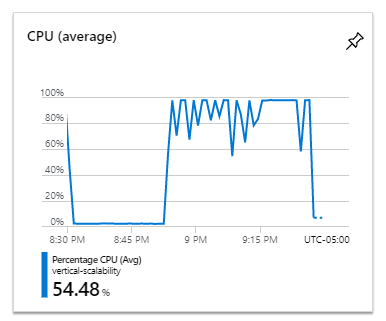 CPU (average)
100%
80%
60%
40%
20%
0%
8:30 PM 8:45 PM 9 PM 9:15 PM UTC-05:00
Percentage CPU (Avg)
vertical-scalability
54.48 %